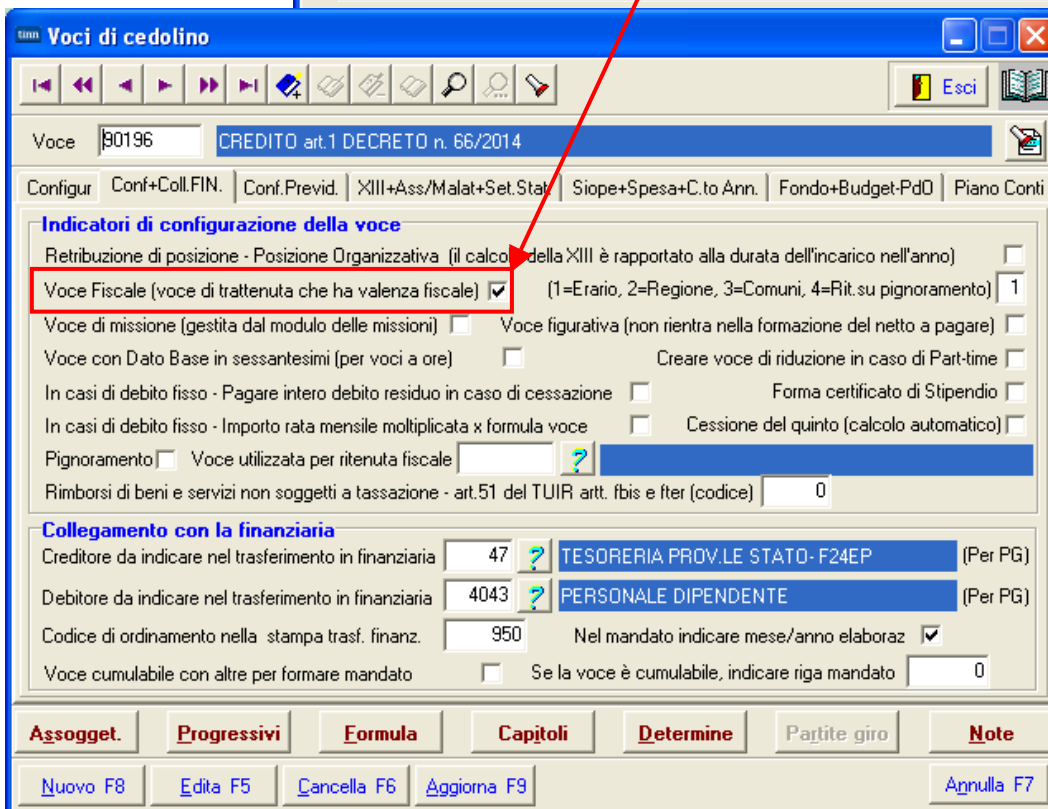 tinn Voci di cedolino
Esci
Voce 90196 CREDITO art.1 DECRETO n. 66/2014
Configur Conf+Coll.FIN. Conf.Previd. XIII+Ass/Malat+Set.Stat. Siope+Spesa+C.to Ann. Fondo+Budget-PdO Piano Conti
Indicatori di configurazione della voce
Retribuzione di posizione - Posizione Organizzativa (il calcolo della XIII è rapportato alla durata dell'incarico nell'anno)
Voce Fiscale (voce di trattenuta che ha valenza fiscale) (1=Erario, 2=Regione, 3=Comuni, 4=Rit.su pignoramento) 1
Voce di missione (gestita dal modulo delle missioni) Voce figurativa (non rientra nella formazione del netto a pagare)
Voce con Dato Base in sessantesimi (per voci a ore) Creare voce di riduzione in caso di Part-time
In casi di debito fisso - Pagare intero debito residuo in caso di cessazione Forma certificato di Stipendio
In casi di debito fisso - Importo rata mensile moltiplicata x formula voce Cessione del quinto (calcolo automatico)
Pignoramento Voce utilizzata per ritenuta fiscale ?
Rimborsi di beni e servizi non soggetti a tassazione - art.51 del TUIR artt. fbis e fter (codice) 0
Collegamento con la finanziaria
Creditore da indicare nel trasferimento in finanziaria 47 ? TESORERIA PROV.LE STATO- F24EP (Per PG)
Debitore da indicare nel trasferimento in finanziaria 4043 ? PERSONALE DIPENDENTE (Per PG)
Codice di ordinamento nella stampa trasf. finanz. 950 Nel mandato indicare mese/anno elaboraz
Voce cumulabile con altre per formare mandato Se la voce è cumulabile, indicare riga mandato 0
Assogget. Progressivi Formula Capitoli Determine Partite giro Note
Nuovo F8 Edita F5 Cancella F6 Aggiorna F9 Annulla F7